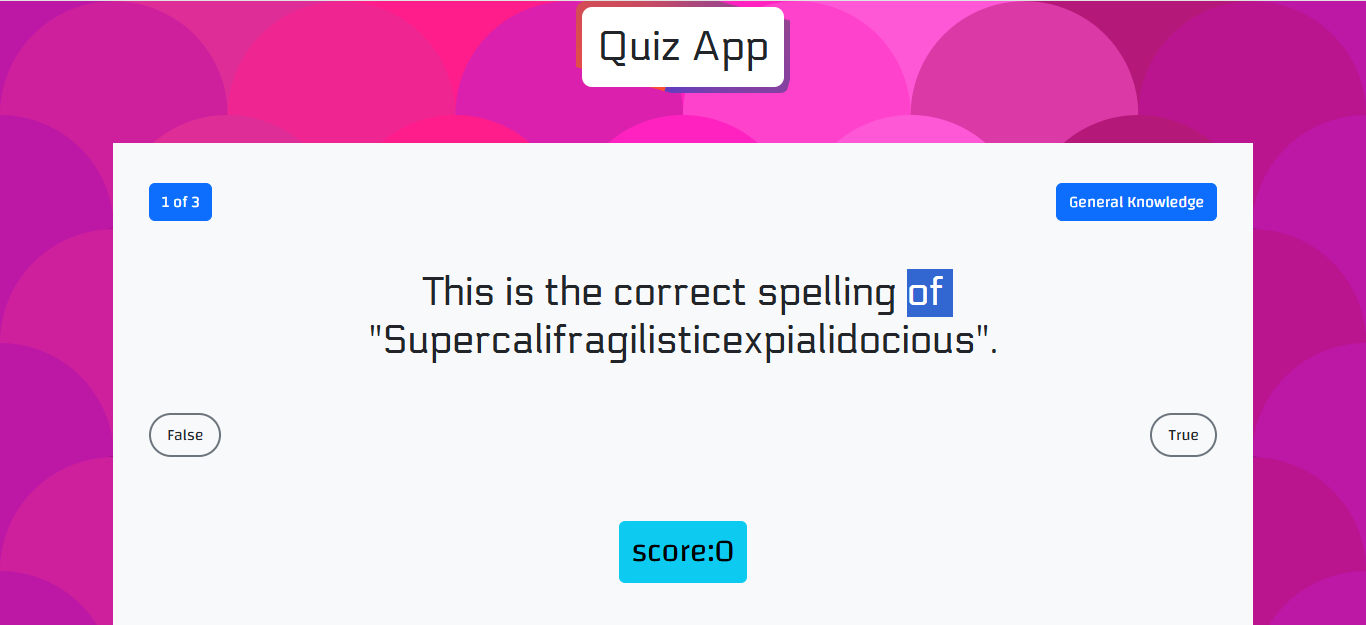 Quiz App
1 of 3
General Knowledge
This is the correct spelling of
"Supercalifragilisticexpialidocious".
False
True
score:0